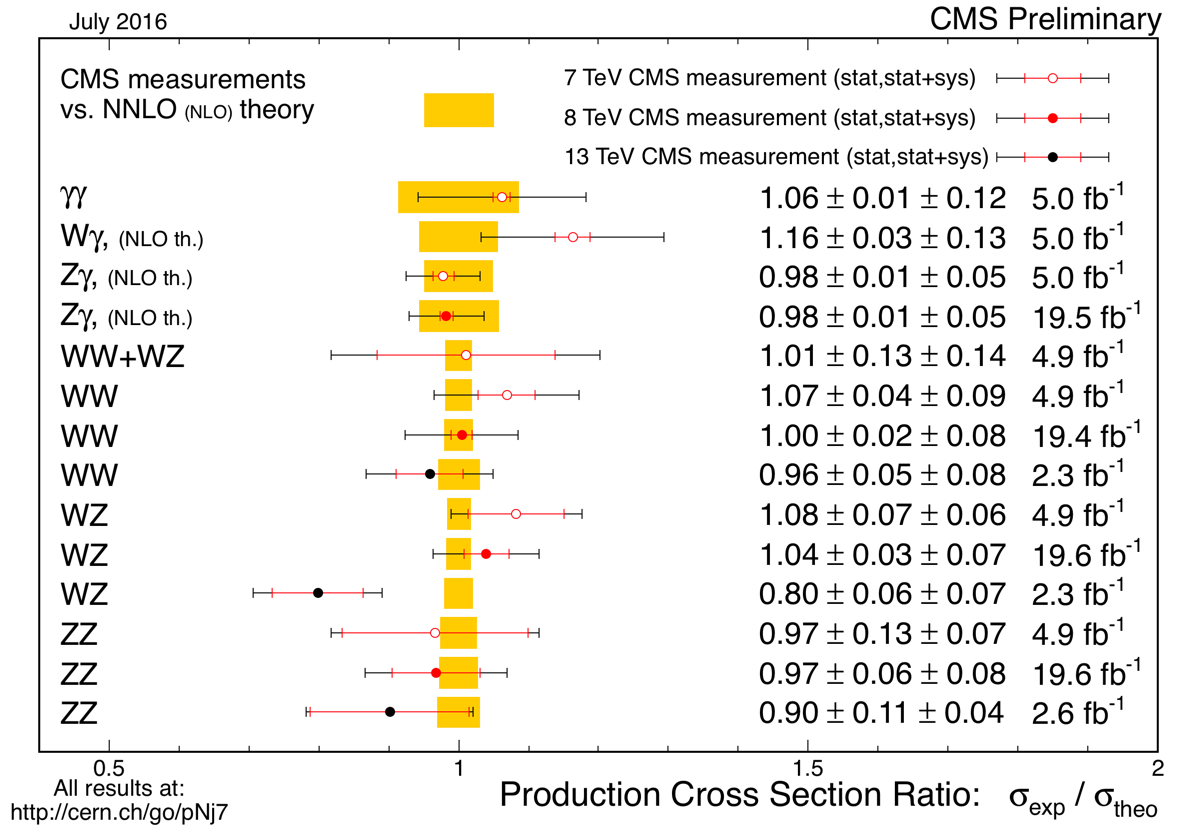 July 2016 CMS Preliminary
CMS measurements
vs. NNLO (NLO) theory
7 TeV CMS measurement (stat,stat+sys)
8 TeV CMS measurement (stat,stat+sys)
13 TeV CMS measurement (stat,stat+sys)
γγ 1.06 ± 0.01 ± 0.12 5.0 fb⁻¹
Wγ, (NLO th.) 1.16 ± 0.03 ± 0.13 5.0 fb⁻¹
Zγ, (NLO th.) 0.98 ± 0.01 ± 0.05 5.0 fb⁻¹
Zγ, (NLO th.) 0.98 ± 0.01 ± 0.05 19.5 fb⁻¹
WW+WZ 1.01 ± 0.13 ± 0.14 4.9 fb⁻¹
WW 1.07 ± 0.04 ± 0.09 4.9 fb⁻¹
WW 1.00 ± 0.02 ± 0.08 19.4 fb⁻¹
WW 0.96 ± 0.05 ± 0.08 2.3 fb⁻¹
WZ 1.08 ± 0.07 ± 0.06 4.9 fb⁻¹
WZ 1.04 ± 0.03 ± 0.07 19.6 fb⁻¹
WZ 0.80 ± 0.06 ± 0.07 2.3 fb⁻¹
ZZ 0.97 ± 0.13 ± 0.07 4.9 fb⁻¹
ZZ 0.97 ± 0.06 ± 0.08 19.6 fb⁻¹
ZZ 0.90 ± 0.11 ± 0.04 2.6 fb⁻¹
0.5 1 1.5 2
All results at:
http://cern.ch/go/pNj7
Production Cross Section Ratio: σexp / σtheo